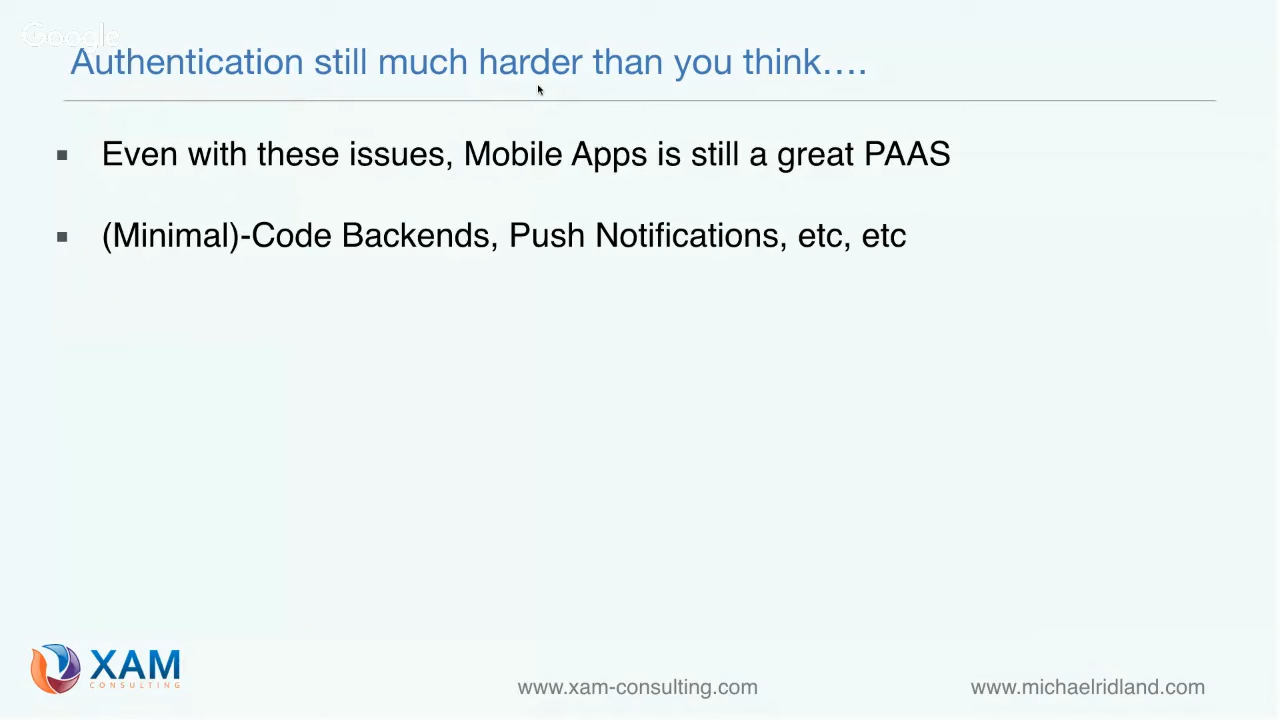 Google
Authentication still much harder than you think….
Even with these issues, Mobile Apps is still a great PAAS
(Minimal)-Code Backends, Push Notifications, etc, etc
XAM
CONSULTING
www.xam-consulting.com
www.michaelridland.com